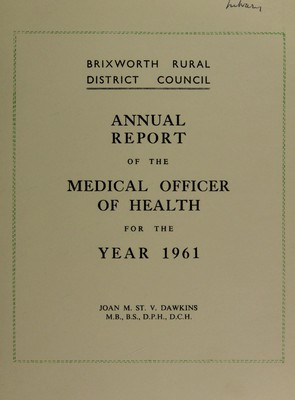 Library
BRIXWORTH RURAL
DISTRICT COUNCIL
ANNUAL
REPORT
OF THE
MEDICAL OFFICER
OF HEALTH
FOR THE
YEAR 1961
JOAN M. ST. V. DAWKINS
M.B., B.S., D.P.H., D.C.H.